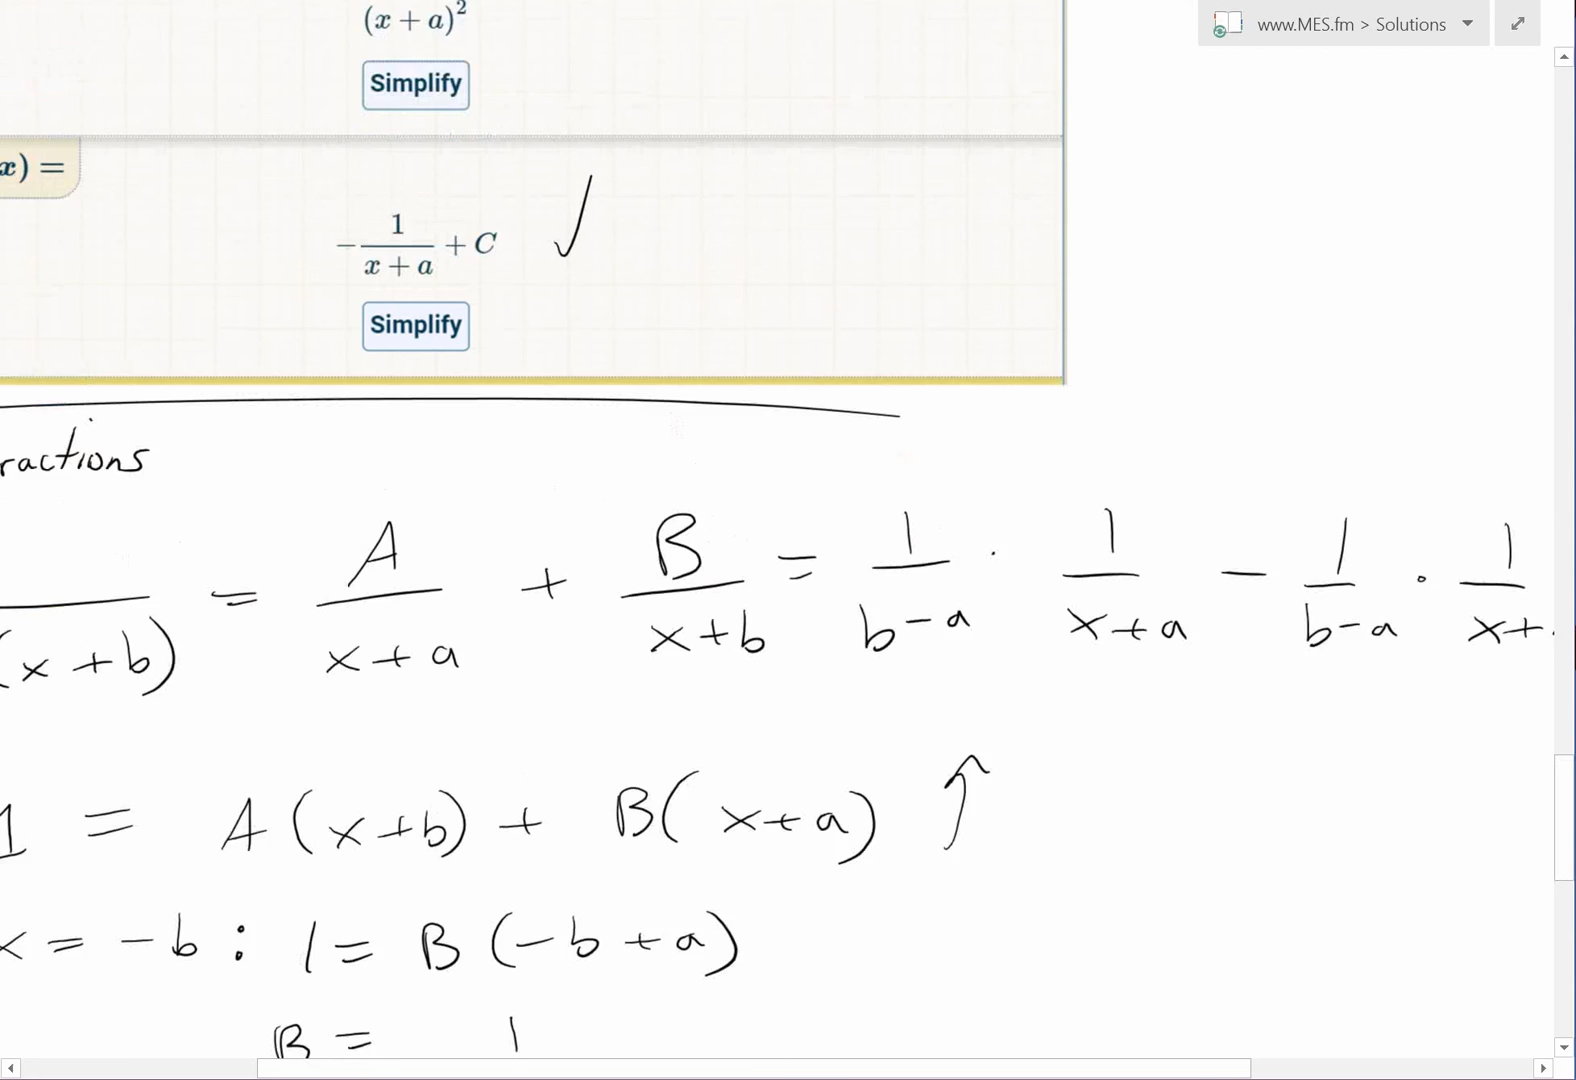 (x + a)²
www.MES.fm > Solutions
Simplify
x) =
- 1/(x + a) + C ✓
Simplify
ractions
/(x + b) = A/(x + a) + B/(x + b) = 1/(b - a) · 1/(x + a) - 1/(b - a) · 1/(x +
1 = A(x + b) + B(x + a) ↑
x = - b : 1 = B(- b + a)
B = 1